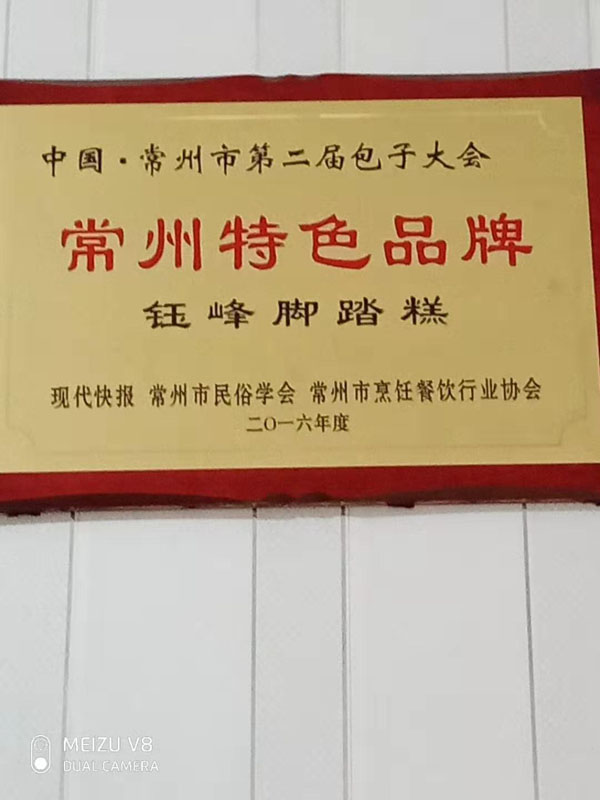 中国·常州市第二届包子大会
常州特色品牌
钰峰脚踏糕
现代快报 常州市民俗学会 常州市烹饪餐饮行业协会
二〇一六年度
MEIZU V8
DUAL CAMERA